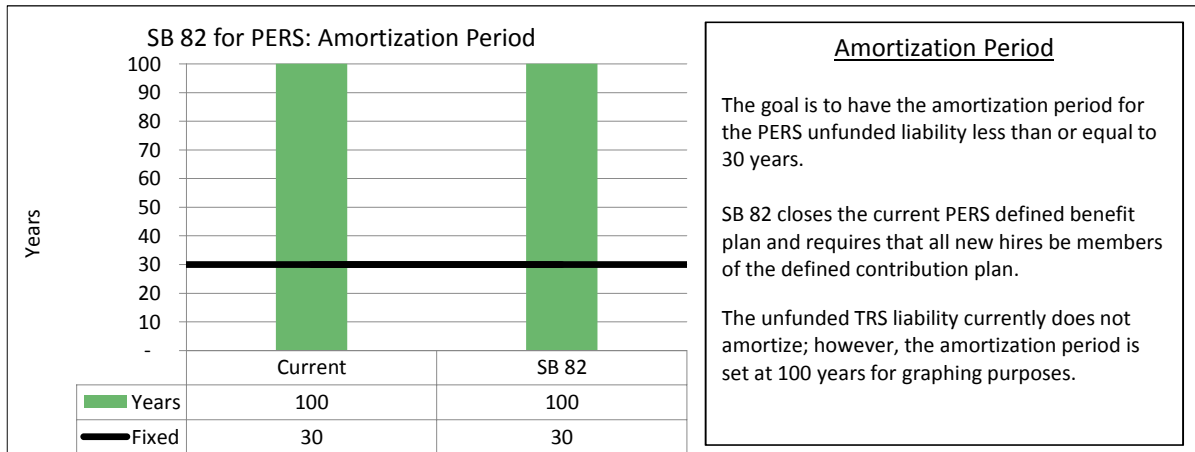 SB 82 for PERS: Amortization Period
Years
100
90
80
70
60
50
40
30
20
10
-
Current SB 82
Years 100 100
Fixed 30 30
Amortization Period
The goal is to have the amortization period for
the PERS unfunded liability less than or equal to
30 years.
SB 82 closes the current PERS defined benefit
plan and requires that all new hires be members
of the defined contribution plan.
The unfunded TRS liability currently does not
amortize; however, the amortization period is
set at 100 years for graphing purposes.